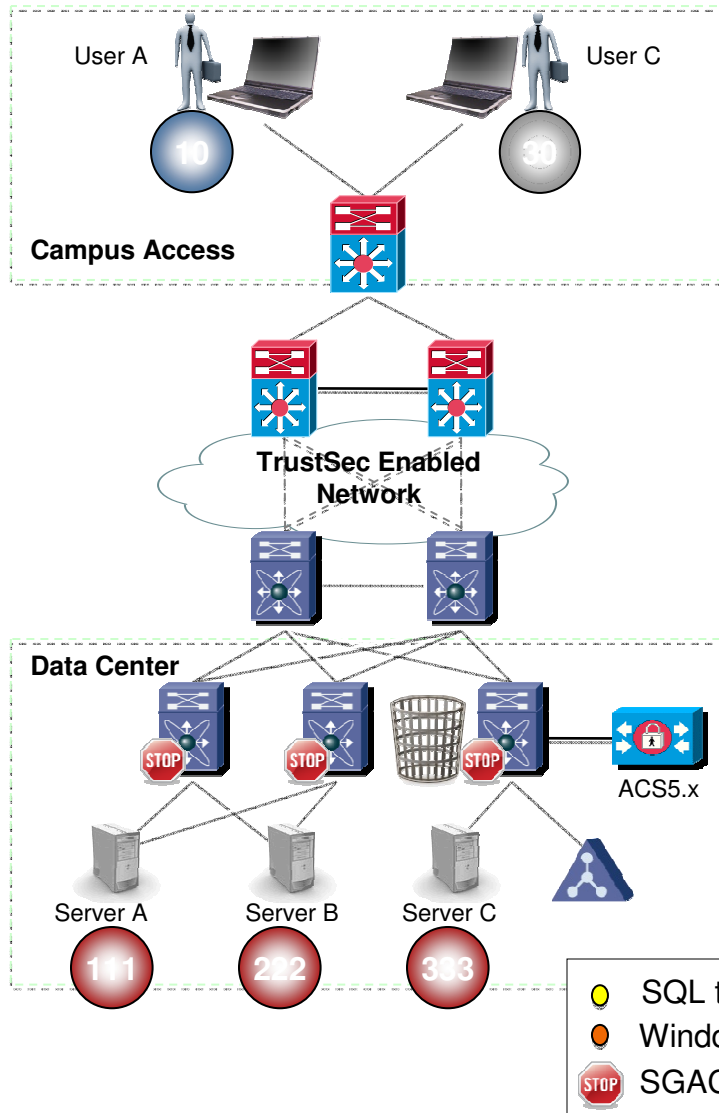 User A
User C
10
30
Campus Access
TrustSec Enabled
Network
Data Center
STOP
STOP
STOP
ACS5.x
Server A
Server B
Server C
111
222
333
SQL
STOP